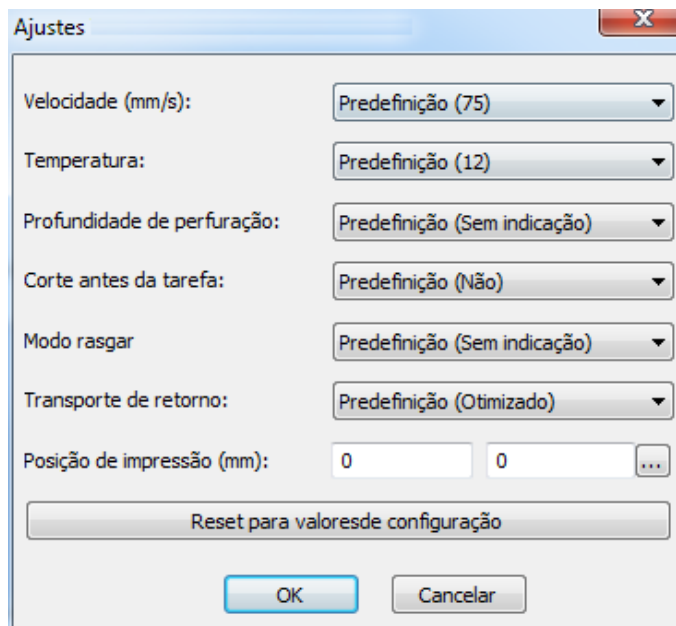 Ajustes
Velocidade (mm/s): Predefinição (75)
Temperatura: Predefinição (12)
Profundidade de perfuração: Predefinição (Sem indicação)
Corte antes da tarefa: Predefinição (Não)
Modo rasgar Predefinição (Sem indicação)
Transporte de retorno: Predefinição (Otimizado)
Posição de impressão (mm): 0 0 ...
Reset para valoresde configuração
OK Cancelar